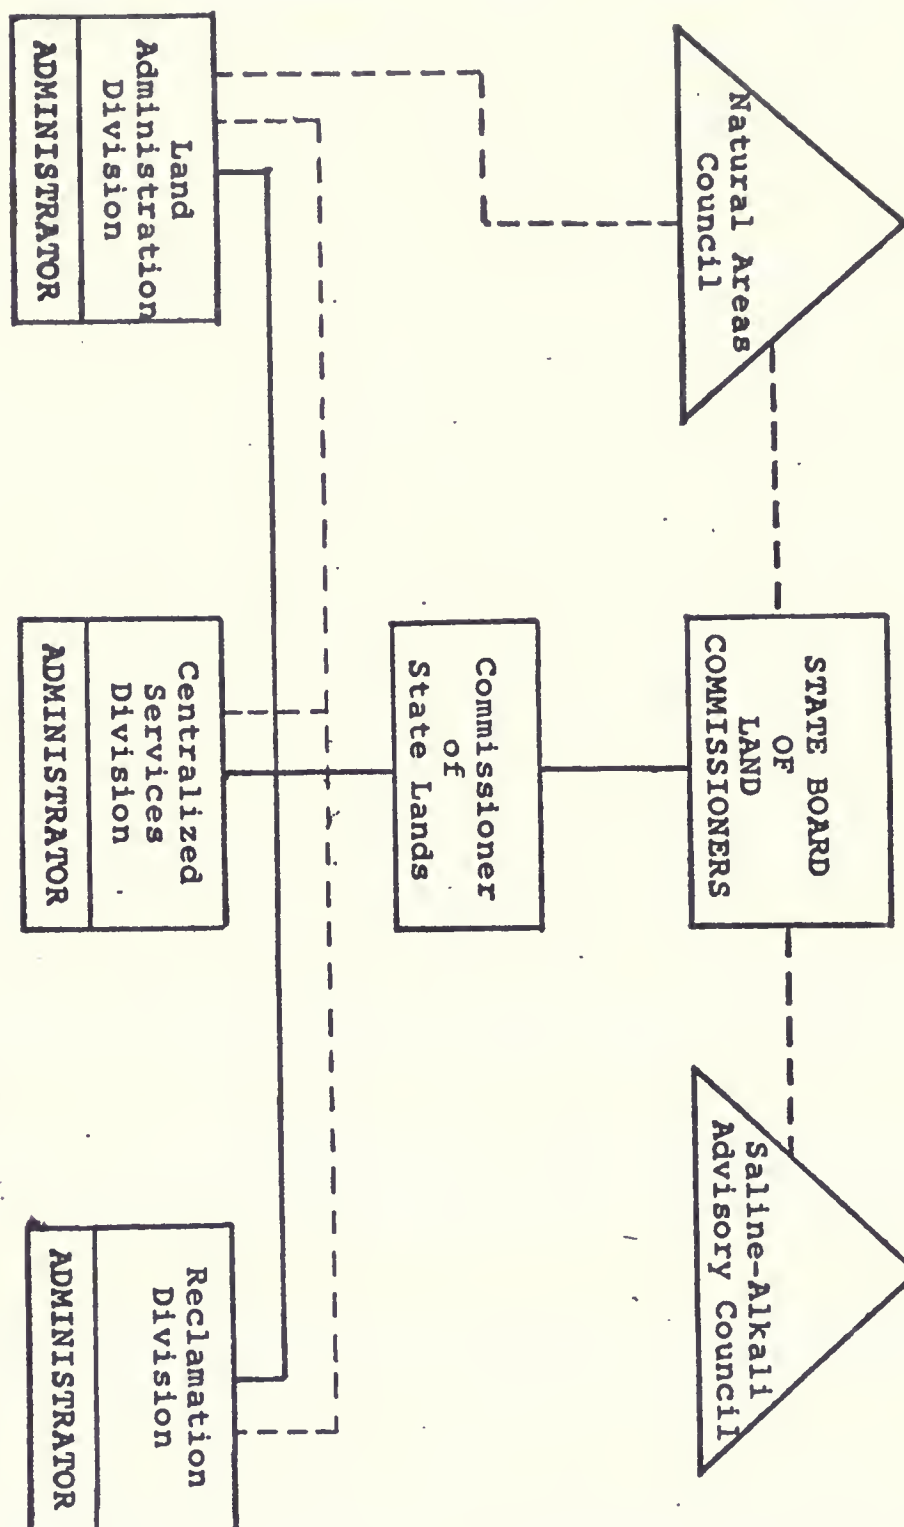 Natural Areas
Council
STATE BOARD
OF
LAND
COMMISSIONERS
Saline-Alkali
Advisory Council
Commissioner
of
State Lands
Land
Administration
Division
ADMINISTRATOR
Centralized
Services
Division
ADMINISTRATOR
Reclamation
Division
ADMINISTRATOR